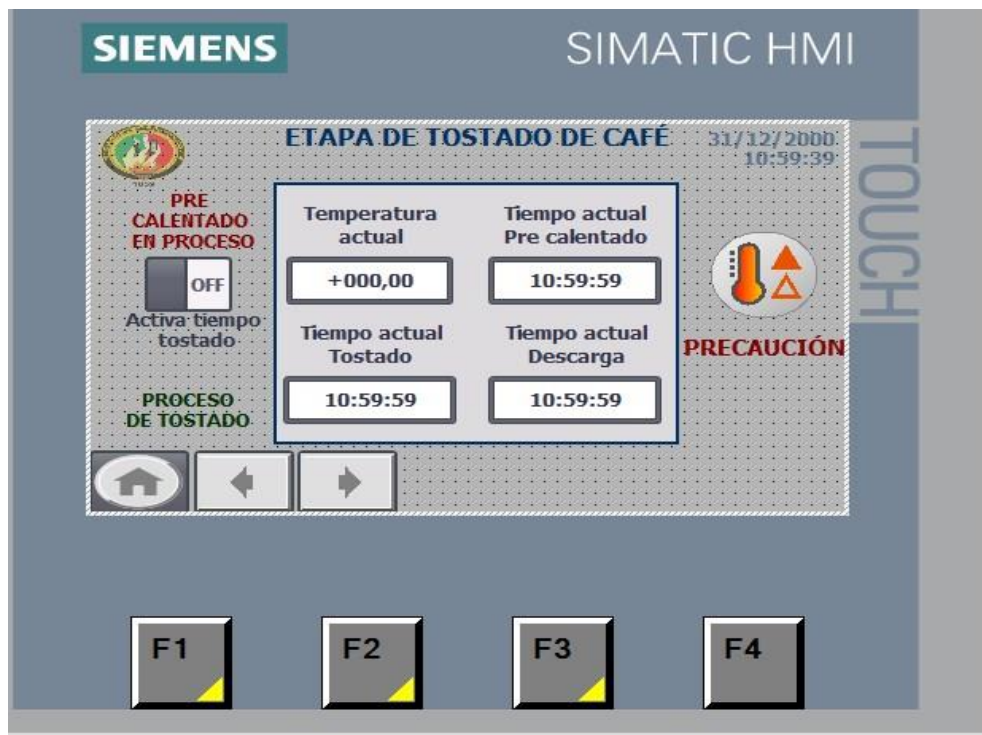 SIEMENS
SIMATIC HMI
TOUCH
ETAPA DE TOSTADO DE CAFÉ
31/12/2000
10:59:39
1859
PRE
CALENTADO
EN PROCESO
OFF
Activa tiempo
tostado
PROCESO
DE TOSTADO
Temperatura
actual
+000,00
Tiempo actual
Pre calentado
10:59:59
Tiempo actual
Tostado
10:59:59
Tiempo actual
Descarga
10:59:59
PRECAUCIÓN
F1
F2
F3
F4